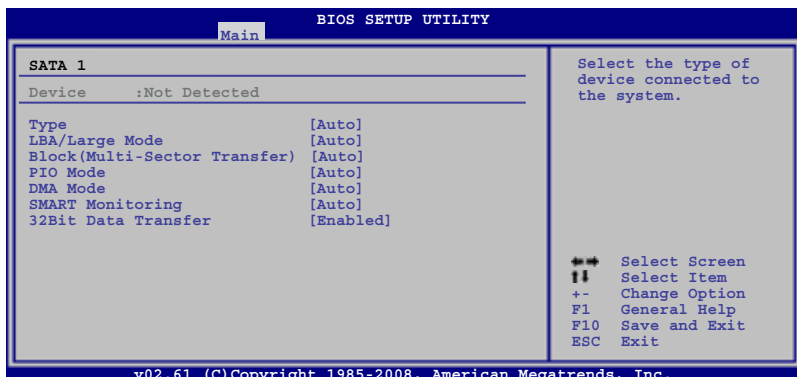 BIOS SETUP UTILITY
Main
SATA 1
Device :Not Detected
Type [Auto]
LBA/Large Mode [Auto]
Block(Multi-Sector Transfer) [Auto]
PIO Mode [Auto]
DMA Mode [Auto]
SMART Monitoring [Auto]
32Bit Data Transfer [Enabled]
Select the type of
device connected to
the system.
Select Screen
Select Item
+- Change Option
F1 General Help
F10 Save and Exit
ESC Exit
v02.61 (C)Copyright 1985-2008, American Megatrends, Inc.